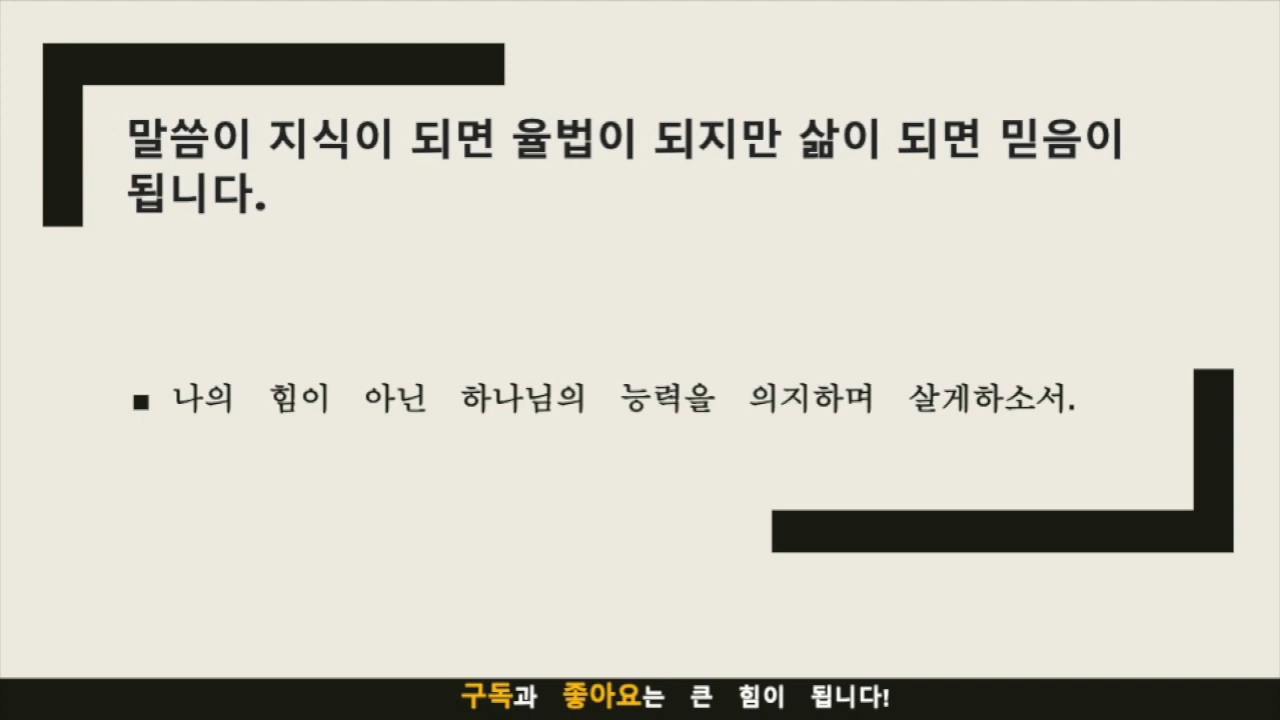 말씀이 지식이 되면 율법이 되지만 삶이 되면 믿음이
됩니다.
■ 나의 힘이 아닌 하나님의 능력을 의지하며 살게하소서.
구독과 좋아요는 큰 힘이 됩니다!